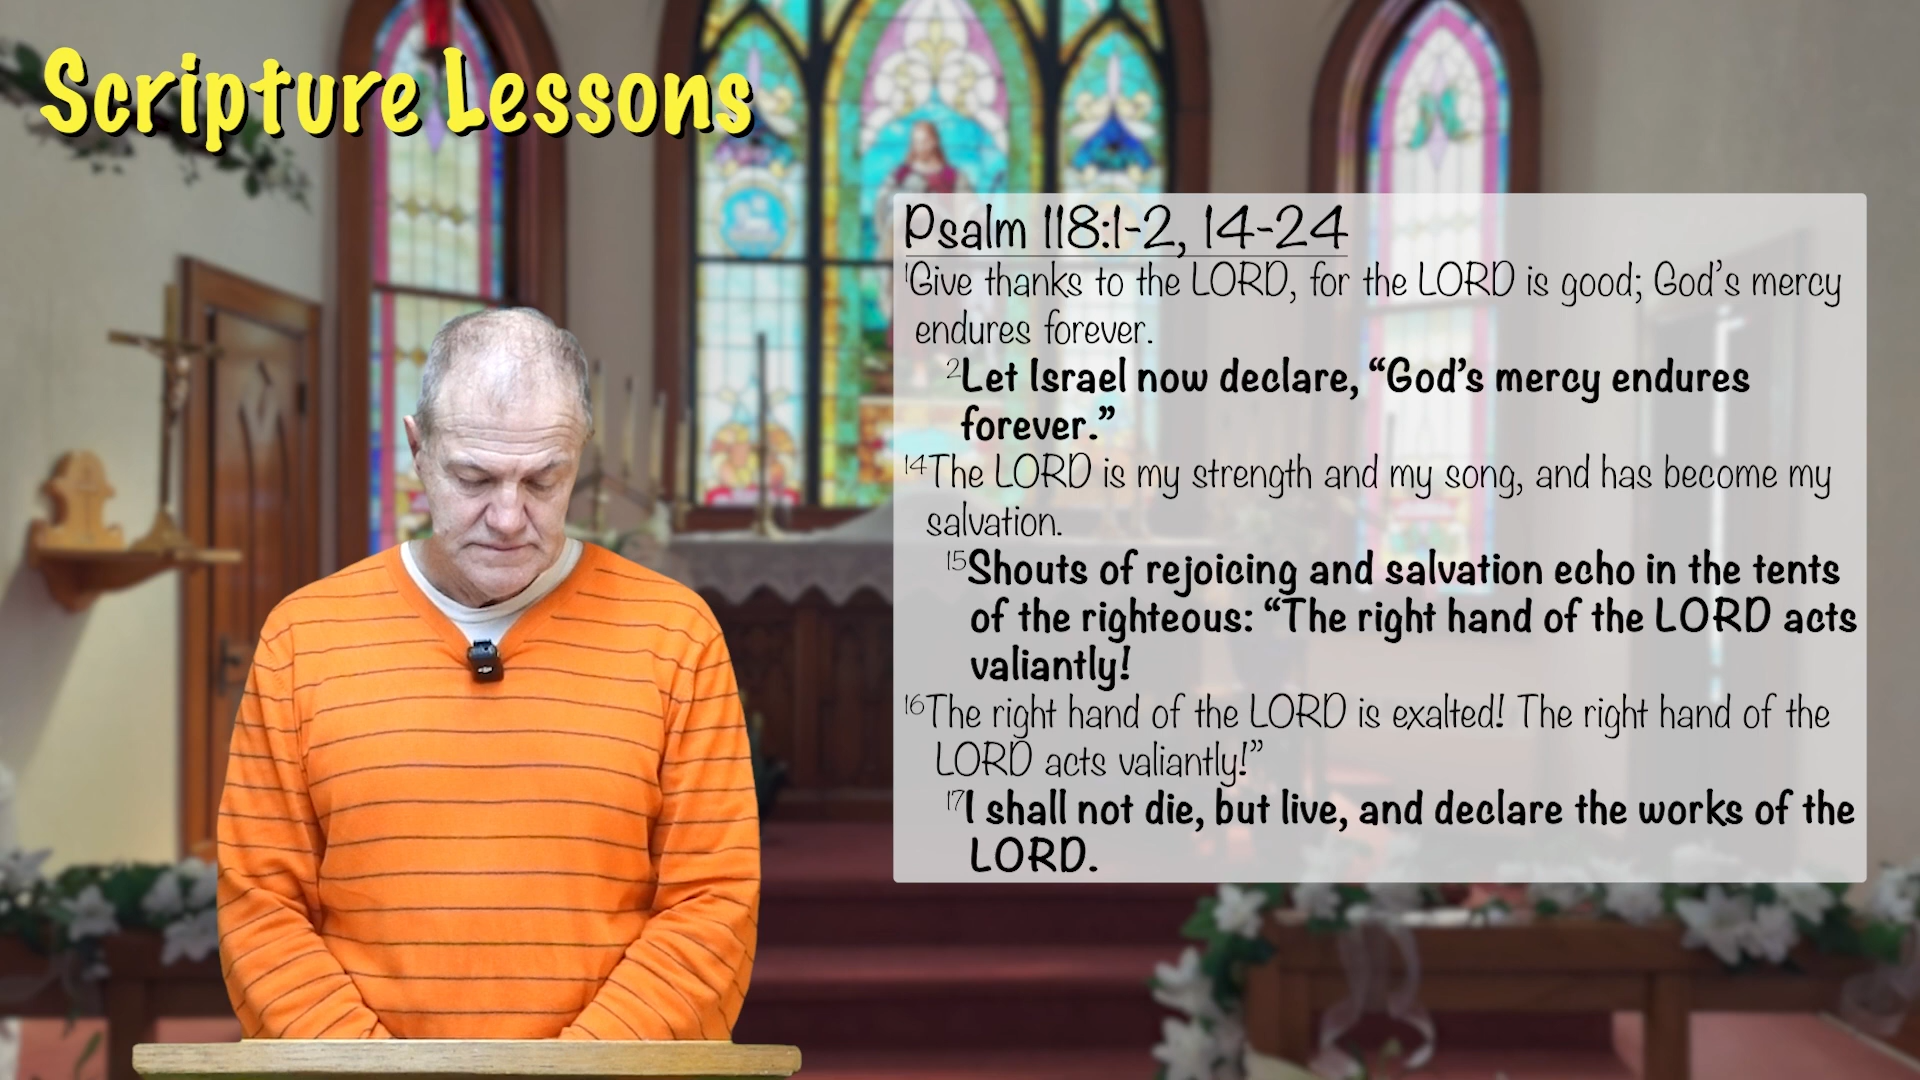 Scripture Lessons
Psalm 118:1-2, 14-24
1Give thanks to the LORD, for the LORD is good; God’s mercy
endures forever.
2Let Israel now declare, “God’s mercy endures
forever.”
14The LORD is my strength and my song, and has become my
salvation.
15Shouts of rejoicing and salvation echo in the tents
of the righteous: “The right hand of the LORD acts
valiantly!
16The right hand of the LORD is exalted! The right hand of the
LORD acts valiantly!”
17I shall not die, but live, and declare the works of the
LORD.